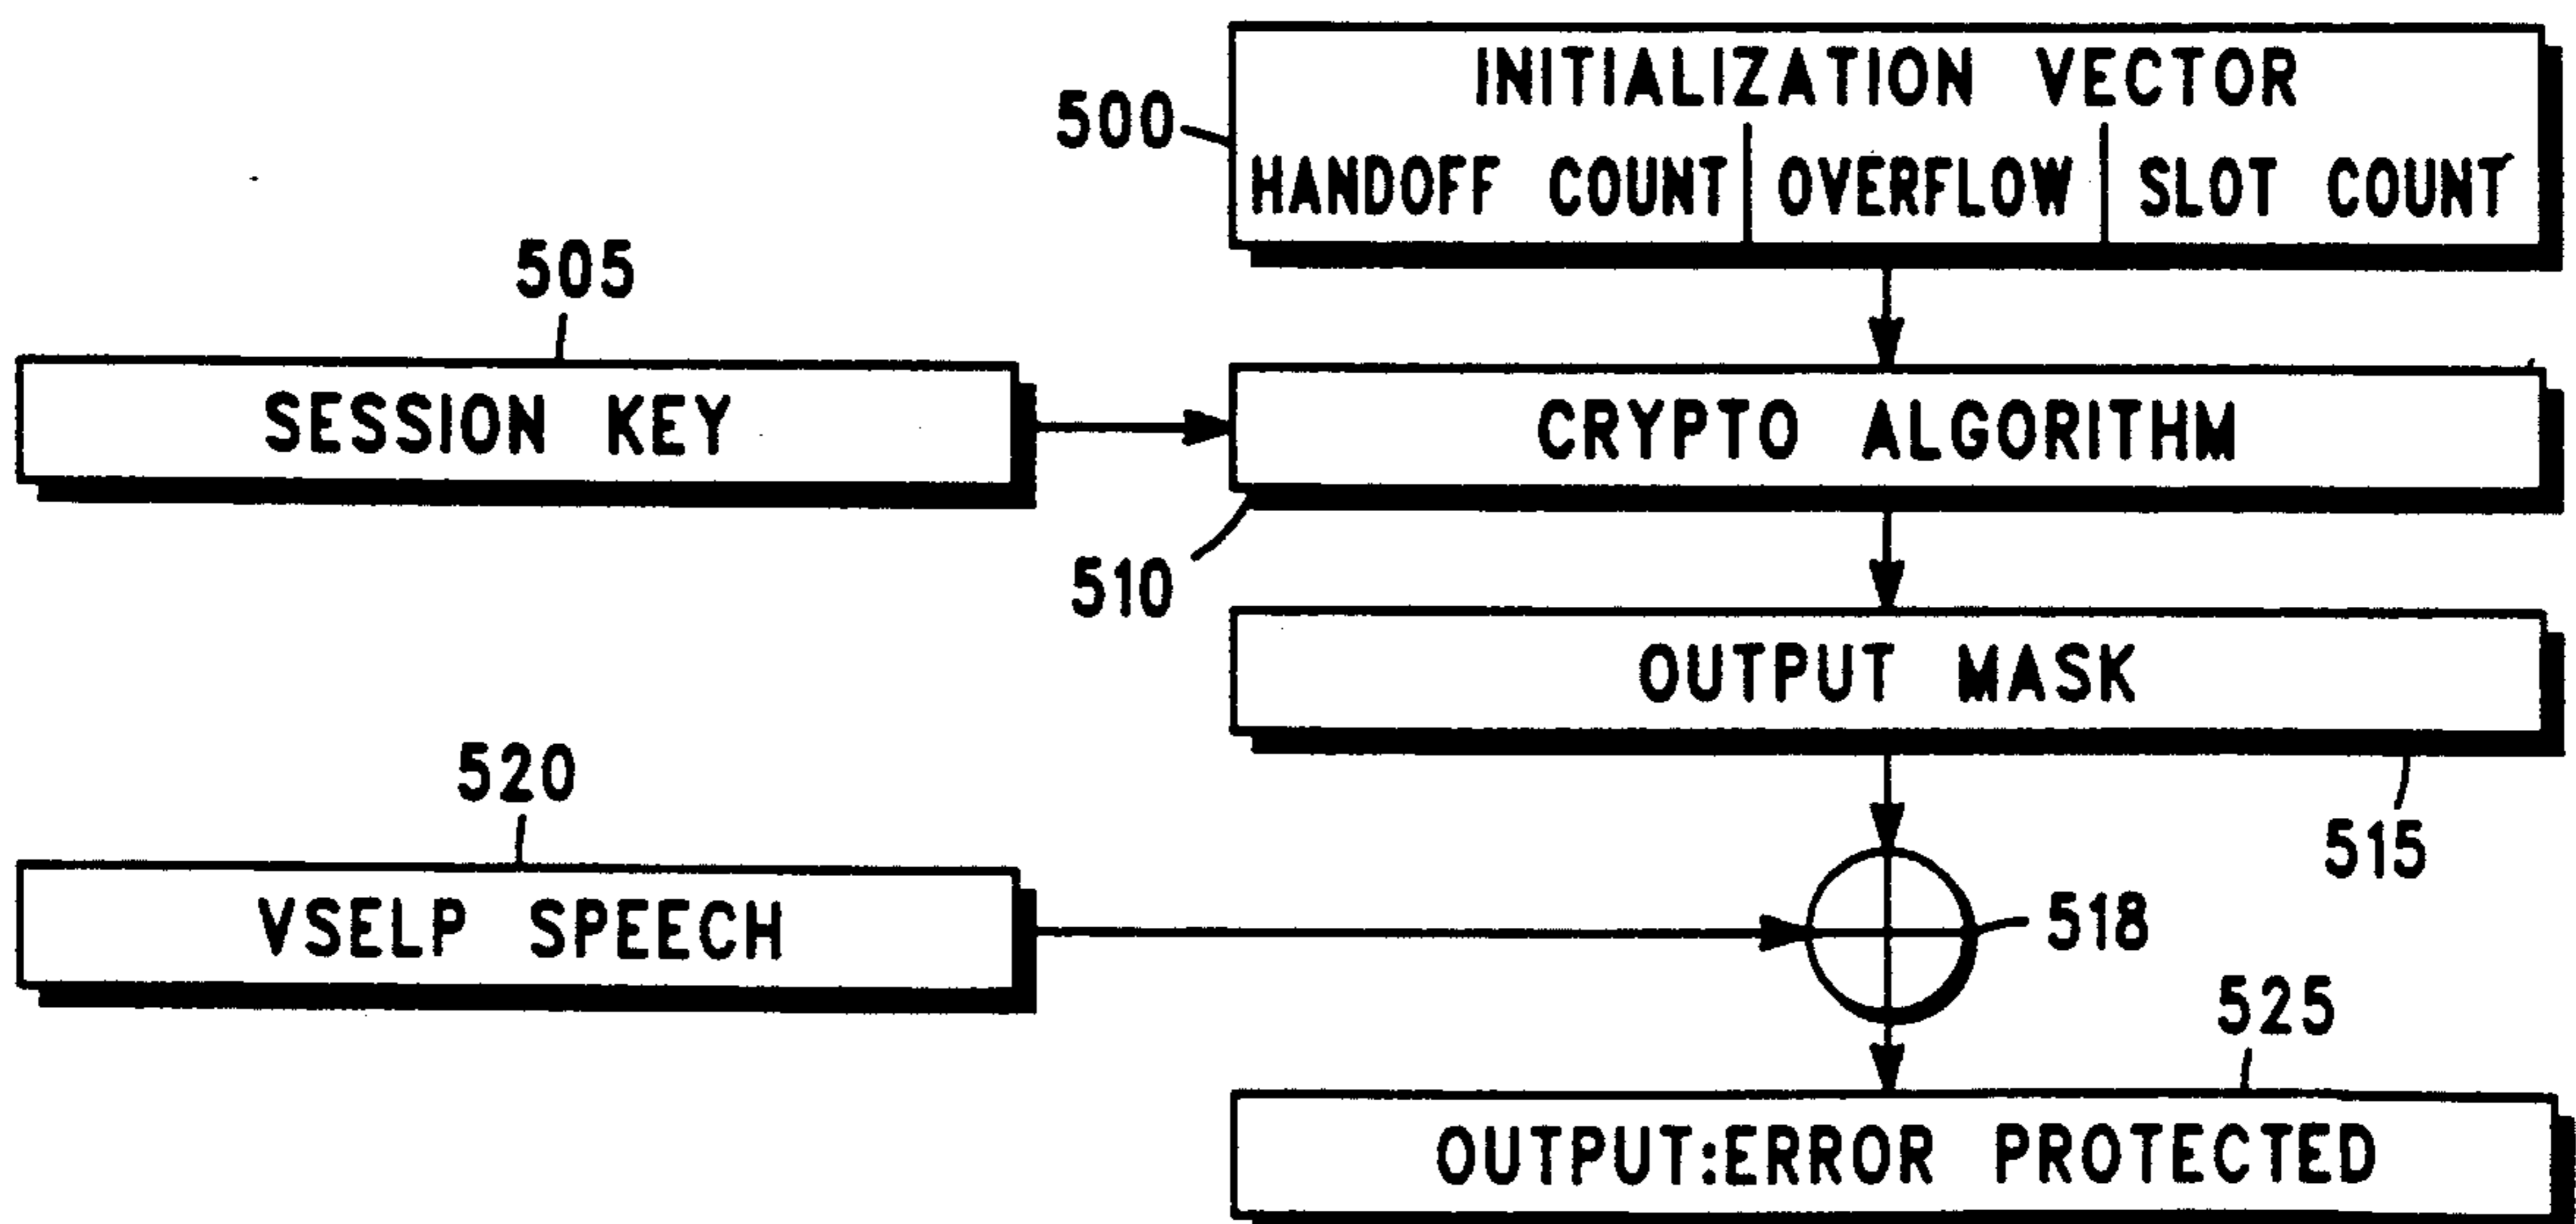 INITIALIZATION VECTOR
500
HANDOFF COUNT OVERFLOW SLOT COUNT
505
SESSION KEY
CRYPTO ALGORITHM
510
OUTPUT MASK
520
515
VSELP SPEECH
518
525
OUTPUT:ERROR PROTECTED